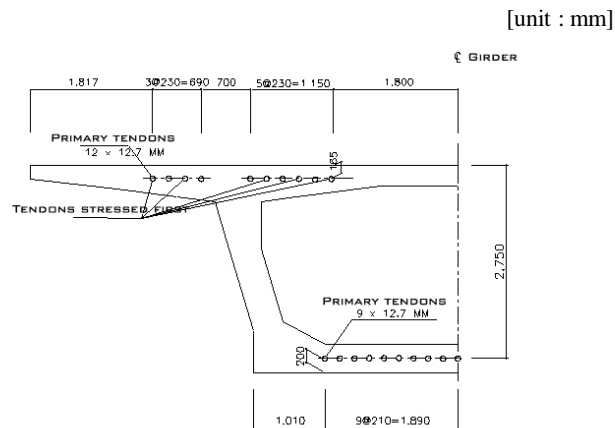 [unit : mm]
℄ GIRDER
1.817 3@230=690 700 5@230=1 150 1.800
PRIMARY TENDONS
12 x 12.7 MM
165
TENDONS STRESSED FIRST
2,750
PRIMARY TENDONS
9 x 12.7 MM
200
1.010 9@210=1.890